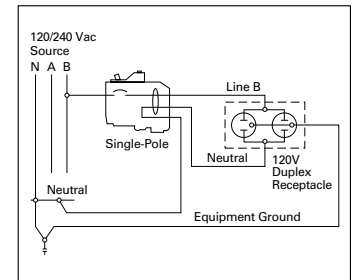 120/240 Vac
Source
N A B
Line B
Single-Pole
Neutral
120V
Duplex
Receptacle
Neutral
Equipment Ground